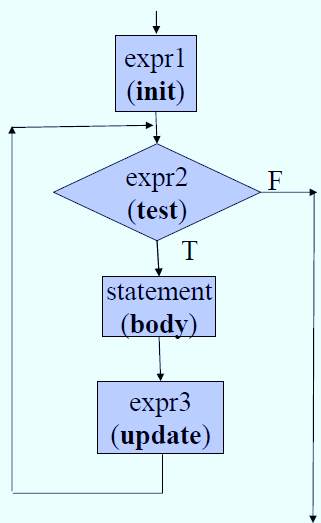 expr1
(init)
expr2
(test)
F
T
statement
(body)
expr3
(update)